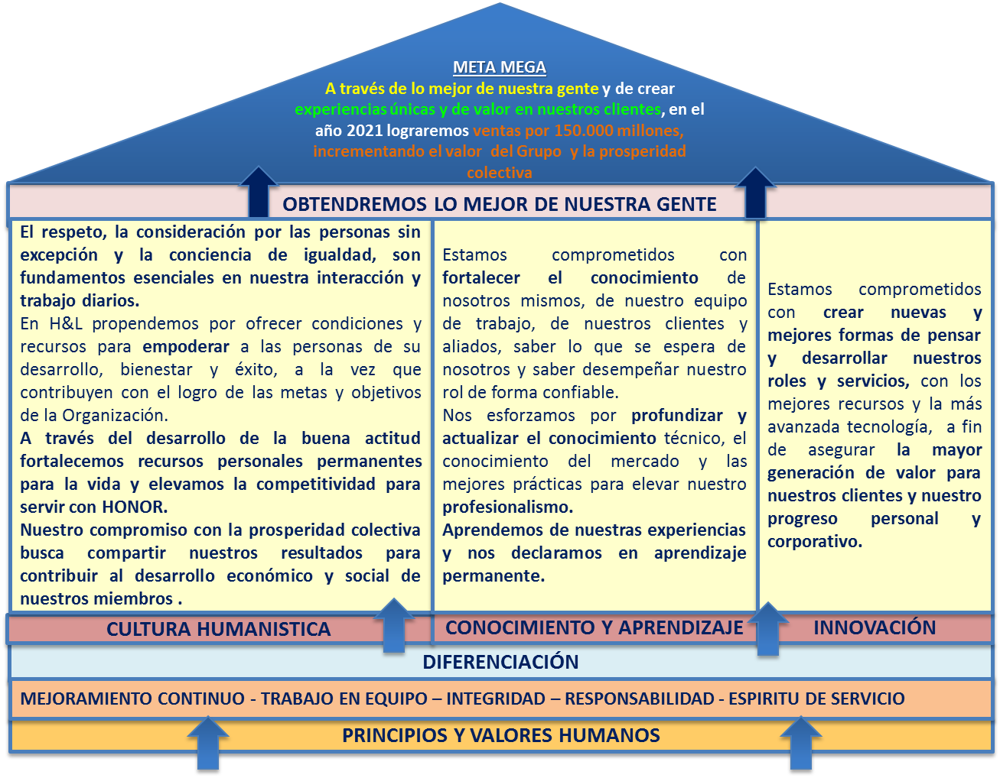 META MEGA
A través de lo mejor de nuestra gente y de crear
experiencias únicas y de valor en nuestros clientes, en el
año 2021 lograremos ventas por 150.000 millones,
incrementando el valor del Grupo y la prosperidad
colectiva
OBTENDREMOS LO MEJOR DE NUESTRA GENTE
El respeto, la consideración por las personas sin
excepción y la conciencia de igualdad, son
fundamentos esenciales en nuestra interacción y
trabajo diarios.
En H&L propendemos por ofrecer condiciones y
recursos para empoderar a las personas de su
desarrollo, bienestar y éxito, a la vez que
contribuyen con el logro de las metas y objetivos
de la Organización.
A través del desarrollo de la buena actitud
fortalecemos recursos personales permanentes
para la vida y elevamos la competitividad para
servir con HONOR.
Nuestro compromiso con la prosperidad colectiva
busca compartir nuestros resultados para
contribuir al desarrollo económico y social de
nuestros miembros .
Estamos comprometidos con
fortalecer el conocimiento de
nosotros mismos, de nuestro equipo
de trabajo, de nuestros clientes y
aliados, saber lo que se espera de
nosotros y saber desempeñar nuestro
rol de forma confiable.
Nos esforzamos por profundizar y
actualizar el conocimiento técnico, el
conocimiento del mercado y las
mejores prácticas para elevar nuestro
profesionalismo.
Aprendemos de nuestras experiencias
y nos declaramos en aprendizaje
permanente.
Estamos comprometidos
con crear nuevas y
mejores formas de pensar
y desarrollar nuestros
roles y servicios, con los
mejores recursos y la más
avanzada tecnología, a fin
de asegurar la mayor
generación de valor para
nuestros clientes y nuestro
progreso personal y
corporativo.
CULTURA HUMANISTICA
CONOCIMIENTO Y APRENDIZAJE
INNOVACIÓN
DIFERENCIACIÓN
MEJORAMIENTO CONTINUO - TRABAJO EN EQUIPO – INTEGRIDAD – RESPONSABILIDAD - ESPIRITU DE SERVICIO
PRINCIPIOS Y VALORES HUMANOS